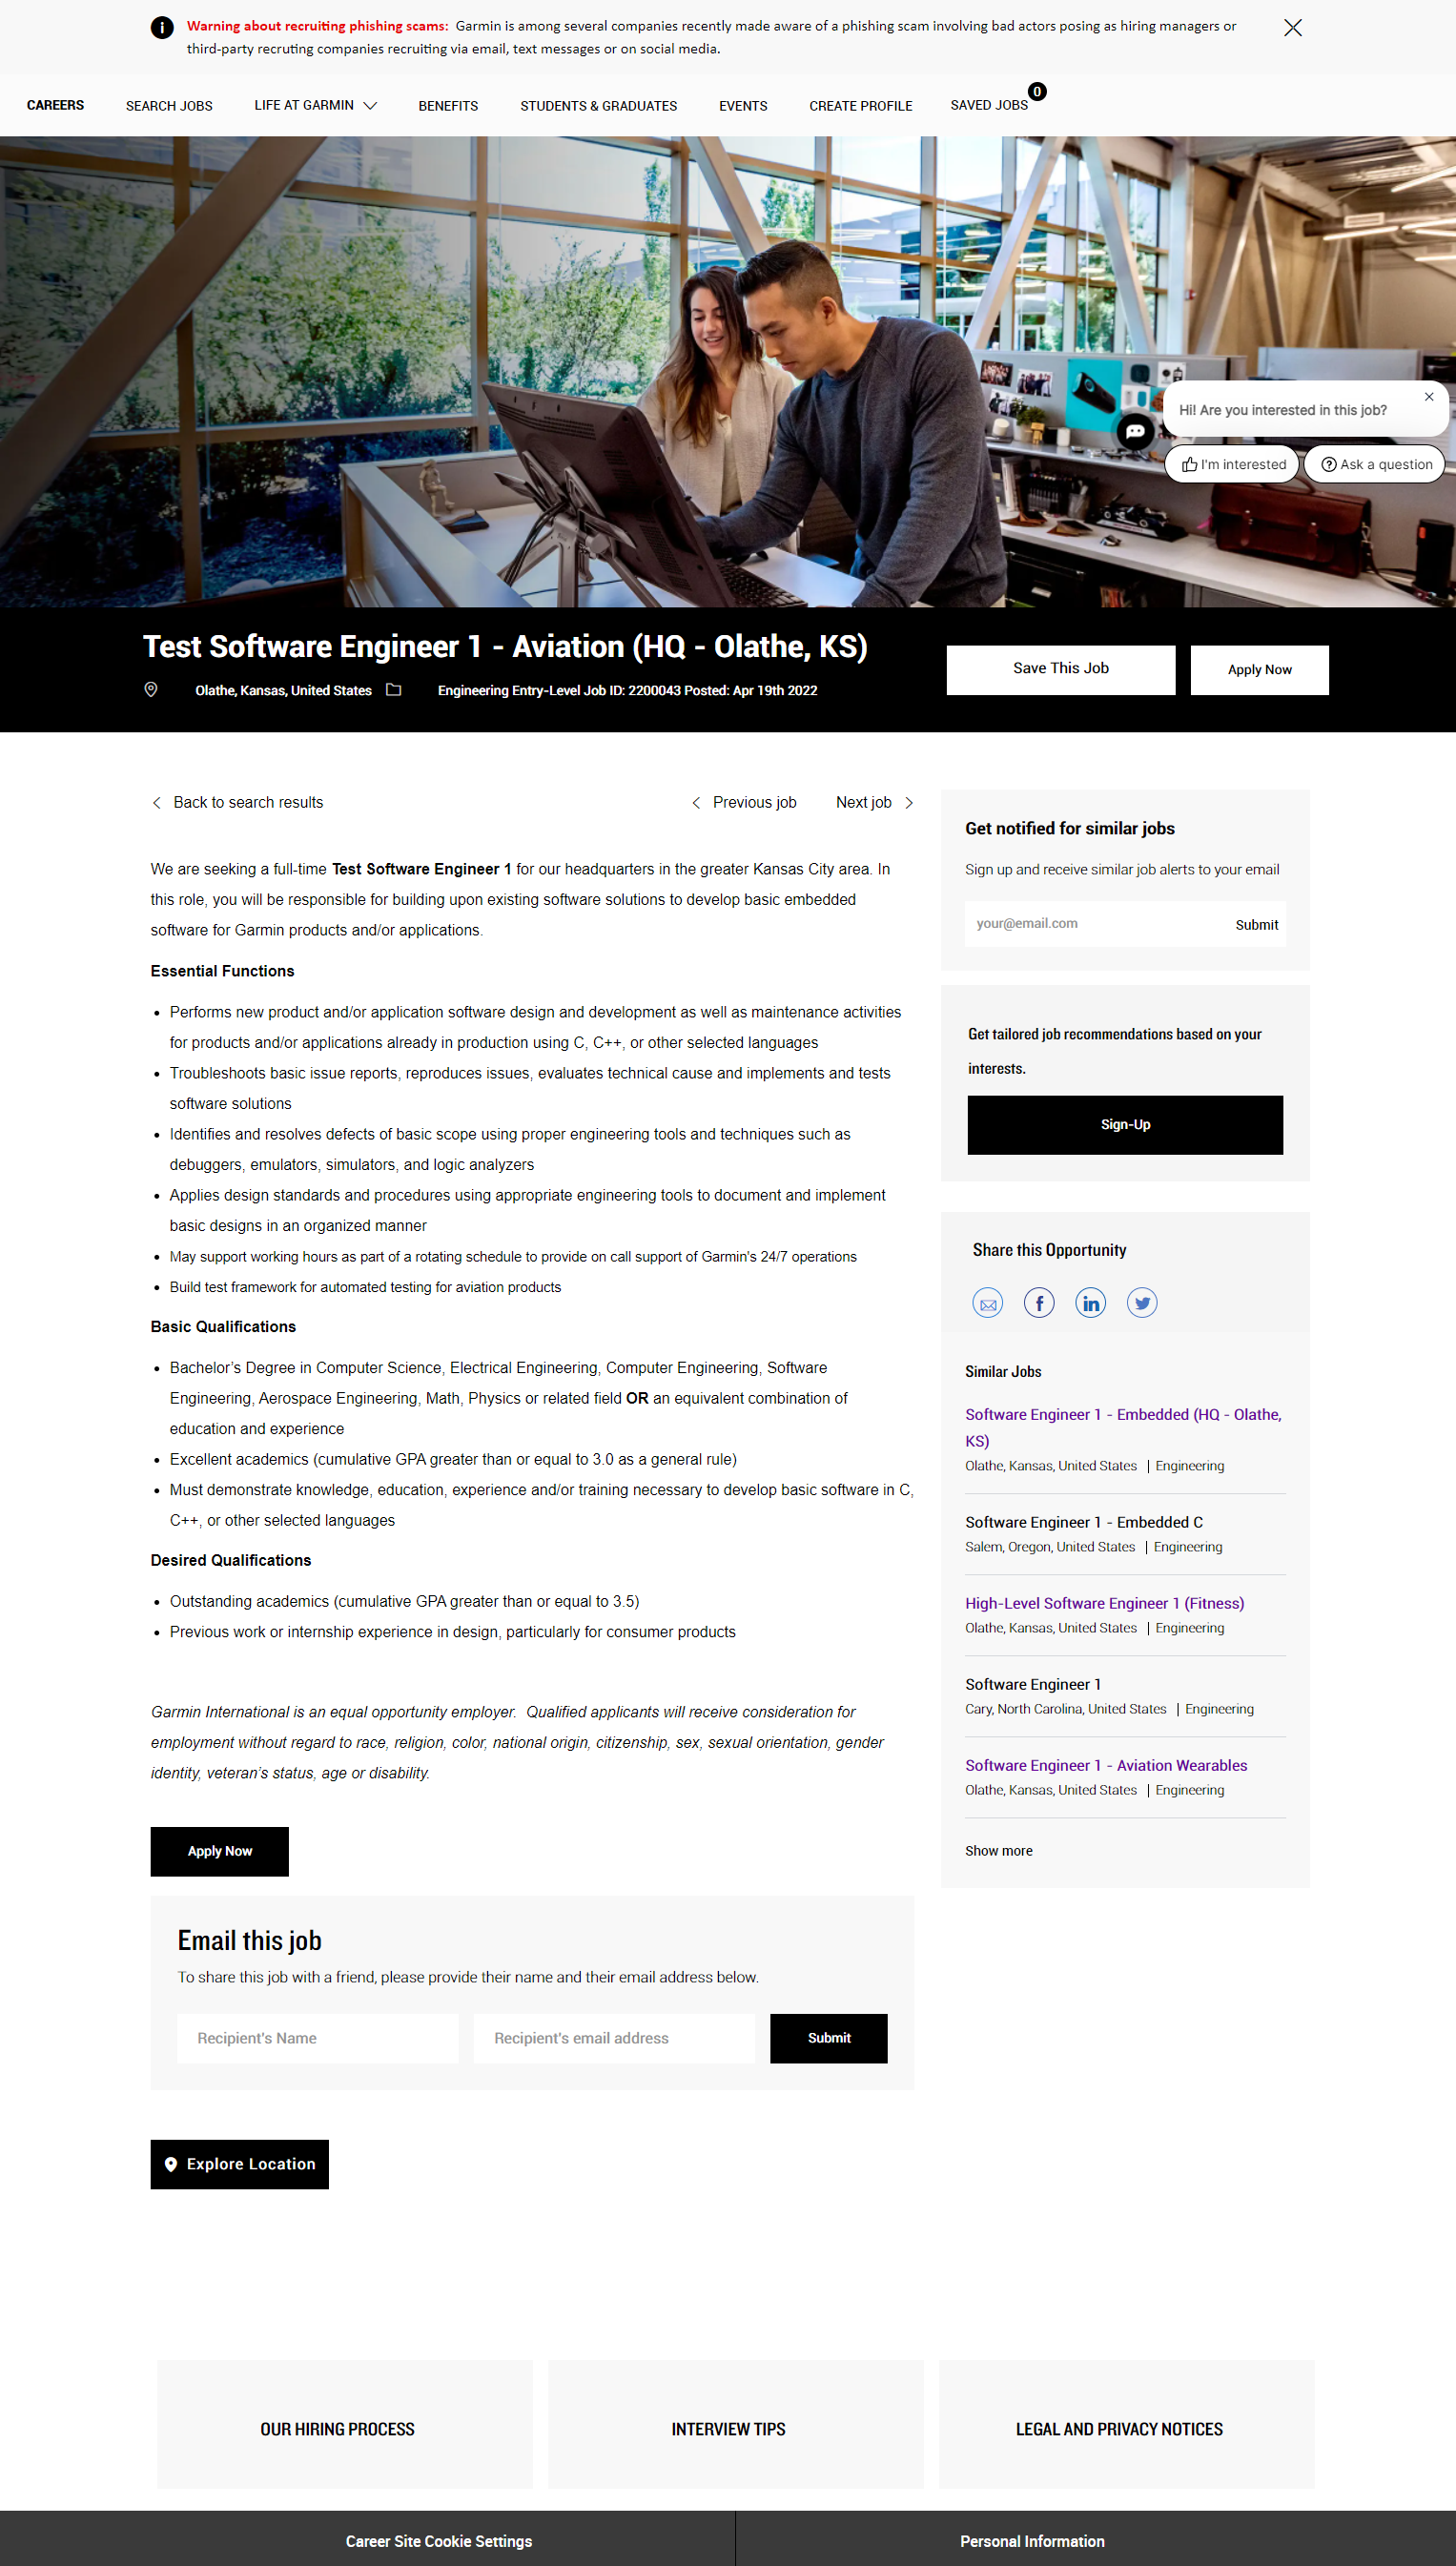 Warning about recruiting phishing scams: Garmin is among several companies recently made aware of a phishing scam involving bad actors posing as hiring managers or
third-party recruting companies recruiting via email, text messages or on social media.
CAREERS
SEARCH JOBS
LIFE AT GARMIN
BENEFITS
STUDENTS & GRADUATES
EVENTS
CREATE PROFILE
SAVED JOBS
0
Hi! Are you interested in this job?
I'm interested
Ask a question
Test Software Engineer 1 - Aviation (HQ - Olathe, KS)
Olathe, Kansas, United States
Engineering Entry-Level Job ID: 2200043 Posted: Apr 19th 2022
Save This Job
Apply Now
Back to search results
Previous job
Next job
We are seeking a full-time Test Software Engineer 1 for our headquarters in the greater Kansas City area. In
this role, you will be responsible for building upon existing software solutions to develop basic embedded
software for Garmin products and/or applications.
Essential Functions
• Performs new product and/or application software design and development as well as maintenance activities
for products and/or applications already in production using C, C++, or other selected languages
• Troubleshoots basic issue reports, reproduces issues, evaluates technical cause and implements and tests
software solutions
• Identifies and resolves defects of basic scope using proper engineering tools and techniques such as
debuggers, emulators, simulators, and logic analyzers
• Applies design standards and procedures using appropriate engineering tools to document and implement
basic designs in an organized manner
• May support working hours as part of a rotating schedule to provide on call support of Garmin's 24/7 operations
• Build test framework for automated testing for aviation products
Basic Qualifications
• Bachelor's Degree in Computer Science, Electrical Engineering, Computer Engineering, Software
Engineering, Aerospace Engineering, Math, Physics or related field OR an equivalent combination of
education and experience
• Excellent academics (cumulative GPA greater than or equal to 3.0 as a general rule)
• Must demonstrate knowledge, education, experience and/or training necessary to develop basic software in C,
C++, or other selected languages
Desired Qualifications
• Outstanding academics (cumulative GPA greater than or equal to 3.5)
• Previous work or internship experience in design, particularly for consumer products
Garmin International is an equal opportunity employer. Qualified applicants will receive consideration for
employment without regard to race, religion, color, national origin, citizenship, sex, sexual orientation, gender
identity, veteran's status, age or disability.
Apply Now
Email this job
To share this job with a friend, please provide their name and their email address below.
Recipient's Name
Recipient's email address
Submit
Explore Location
Get notified for similar jobs
Sign up and receive similar job alerts to your email
your@email.com
Submit
Get tailored job recommendations based on your
interests.
Sign-Up
Share this Opportunity
Similar Jobs
Software Engineer 1 - Embedded (HQ - Olathe,
KS)
Olathe, Kansas, United States | Engineering
Software Engineer 1 - Embedded C
Salem, Oregon, United States | Engineering
High-Level Software Engineer 1 (Fitness)
Olathe, Kansas, United States | Engineering
Software Engineer 1
Cary, North Carolina, United States | Engineering
Software Engineer 1 - Aviation Wearables
Olathe, Kansas, United States | Engineering
Show more
OUR HIRING PROCESS
INTERVIEW TIPS
LEGAL AND PRIVACY NOTICES
Career Site Cookie Settings
Personal Information